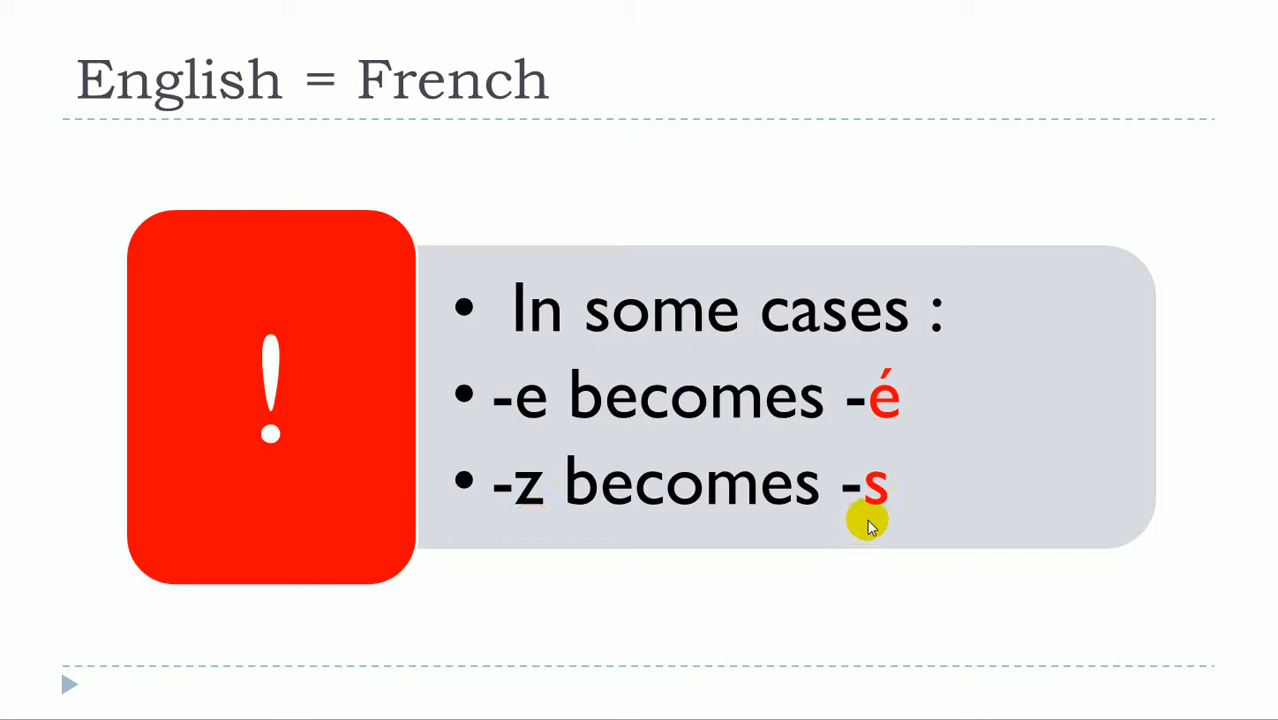 English = French
!
• In some cases :
• -e becomes -é
• -z becomes -s